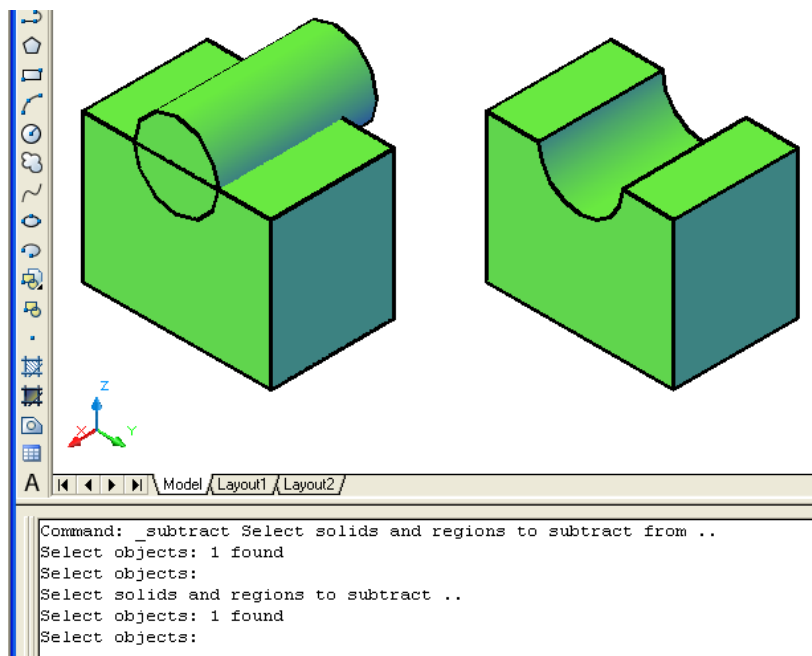 Z
X Y
A
Model Layout1 Layout2
Command: _subtract Select solids and regions to subtract from ..
Select objects: 1 found
Select objects:
Select solids and regions to subtract ..
Select objects: 1 found
Select objects: